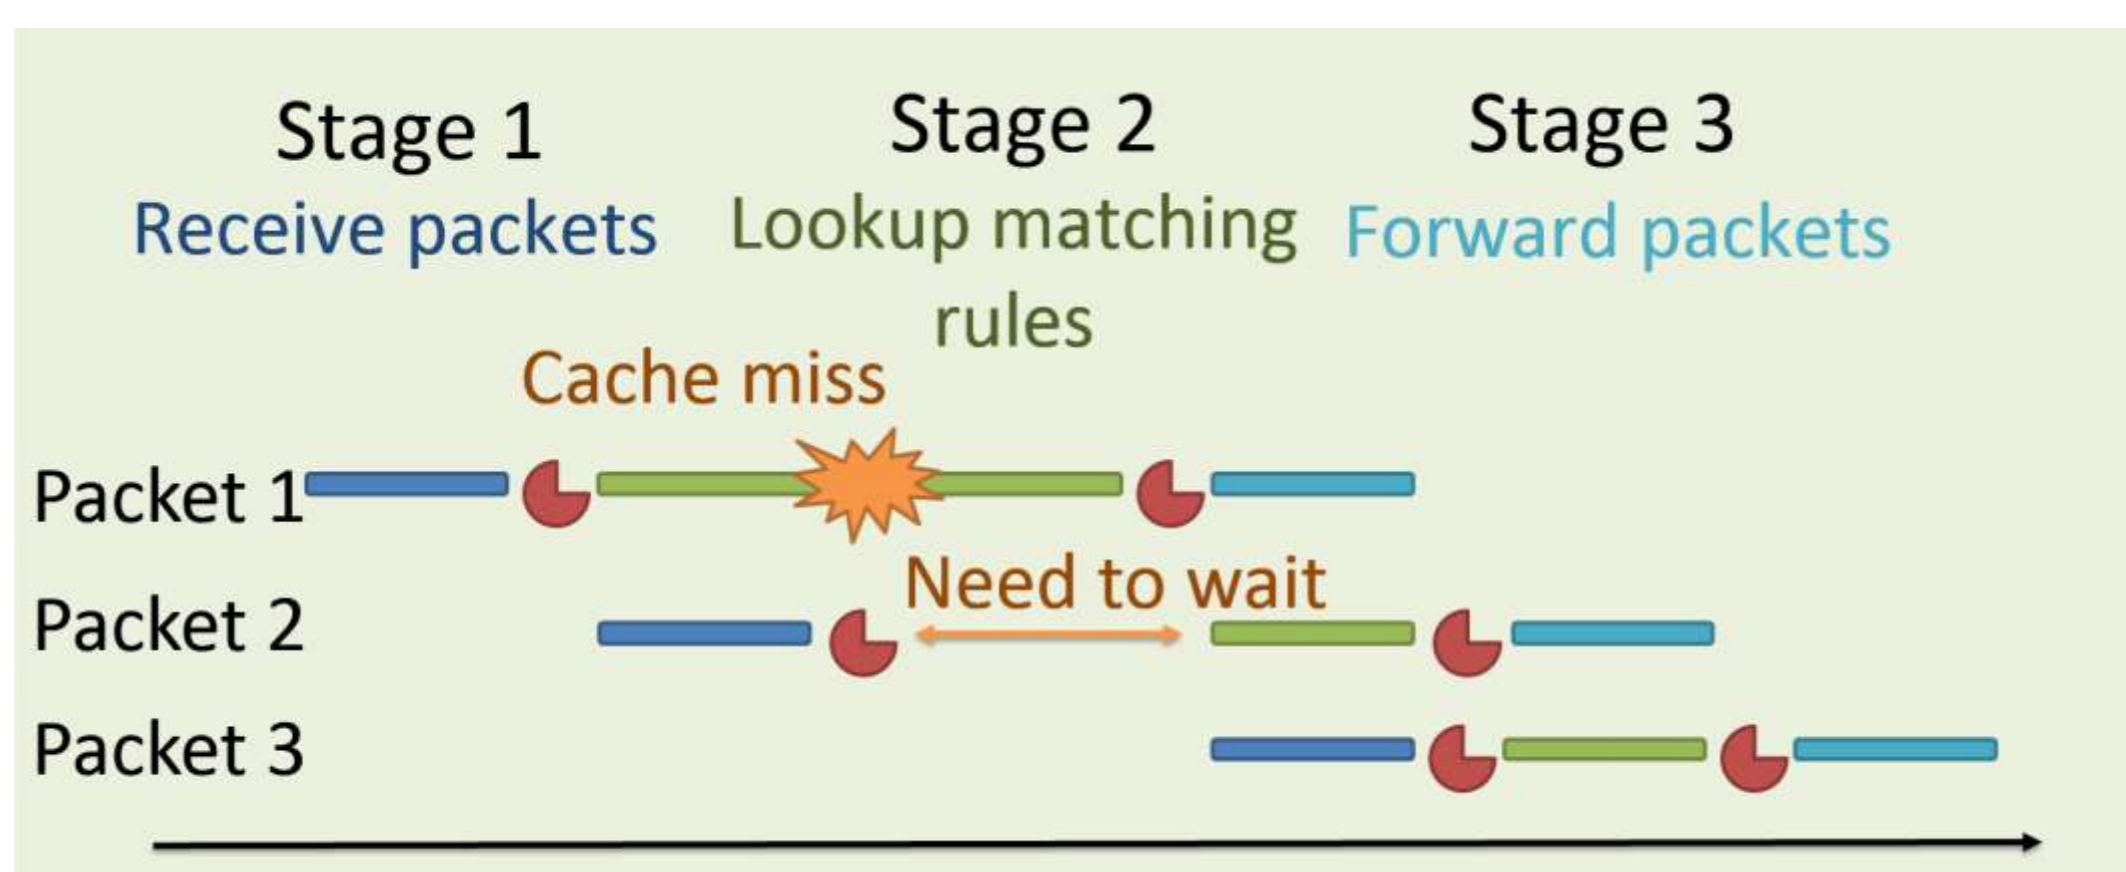 Stage 1
Stage 2
Stage 3
Receive packets
Lookup matching
rules
Forward packets
Cache miss
Packet 1
Need to wait
Packet 2
Packet 3